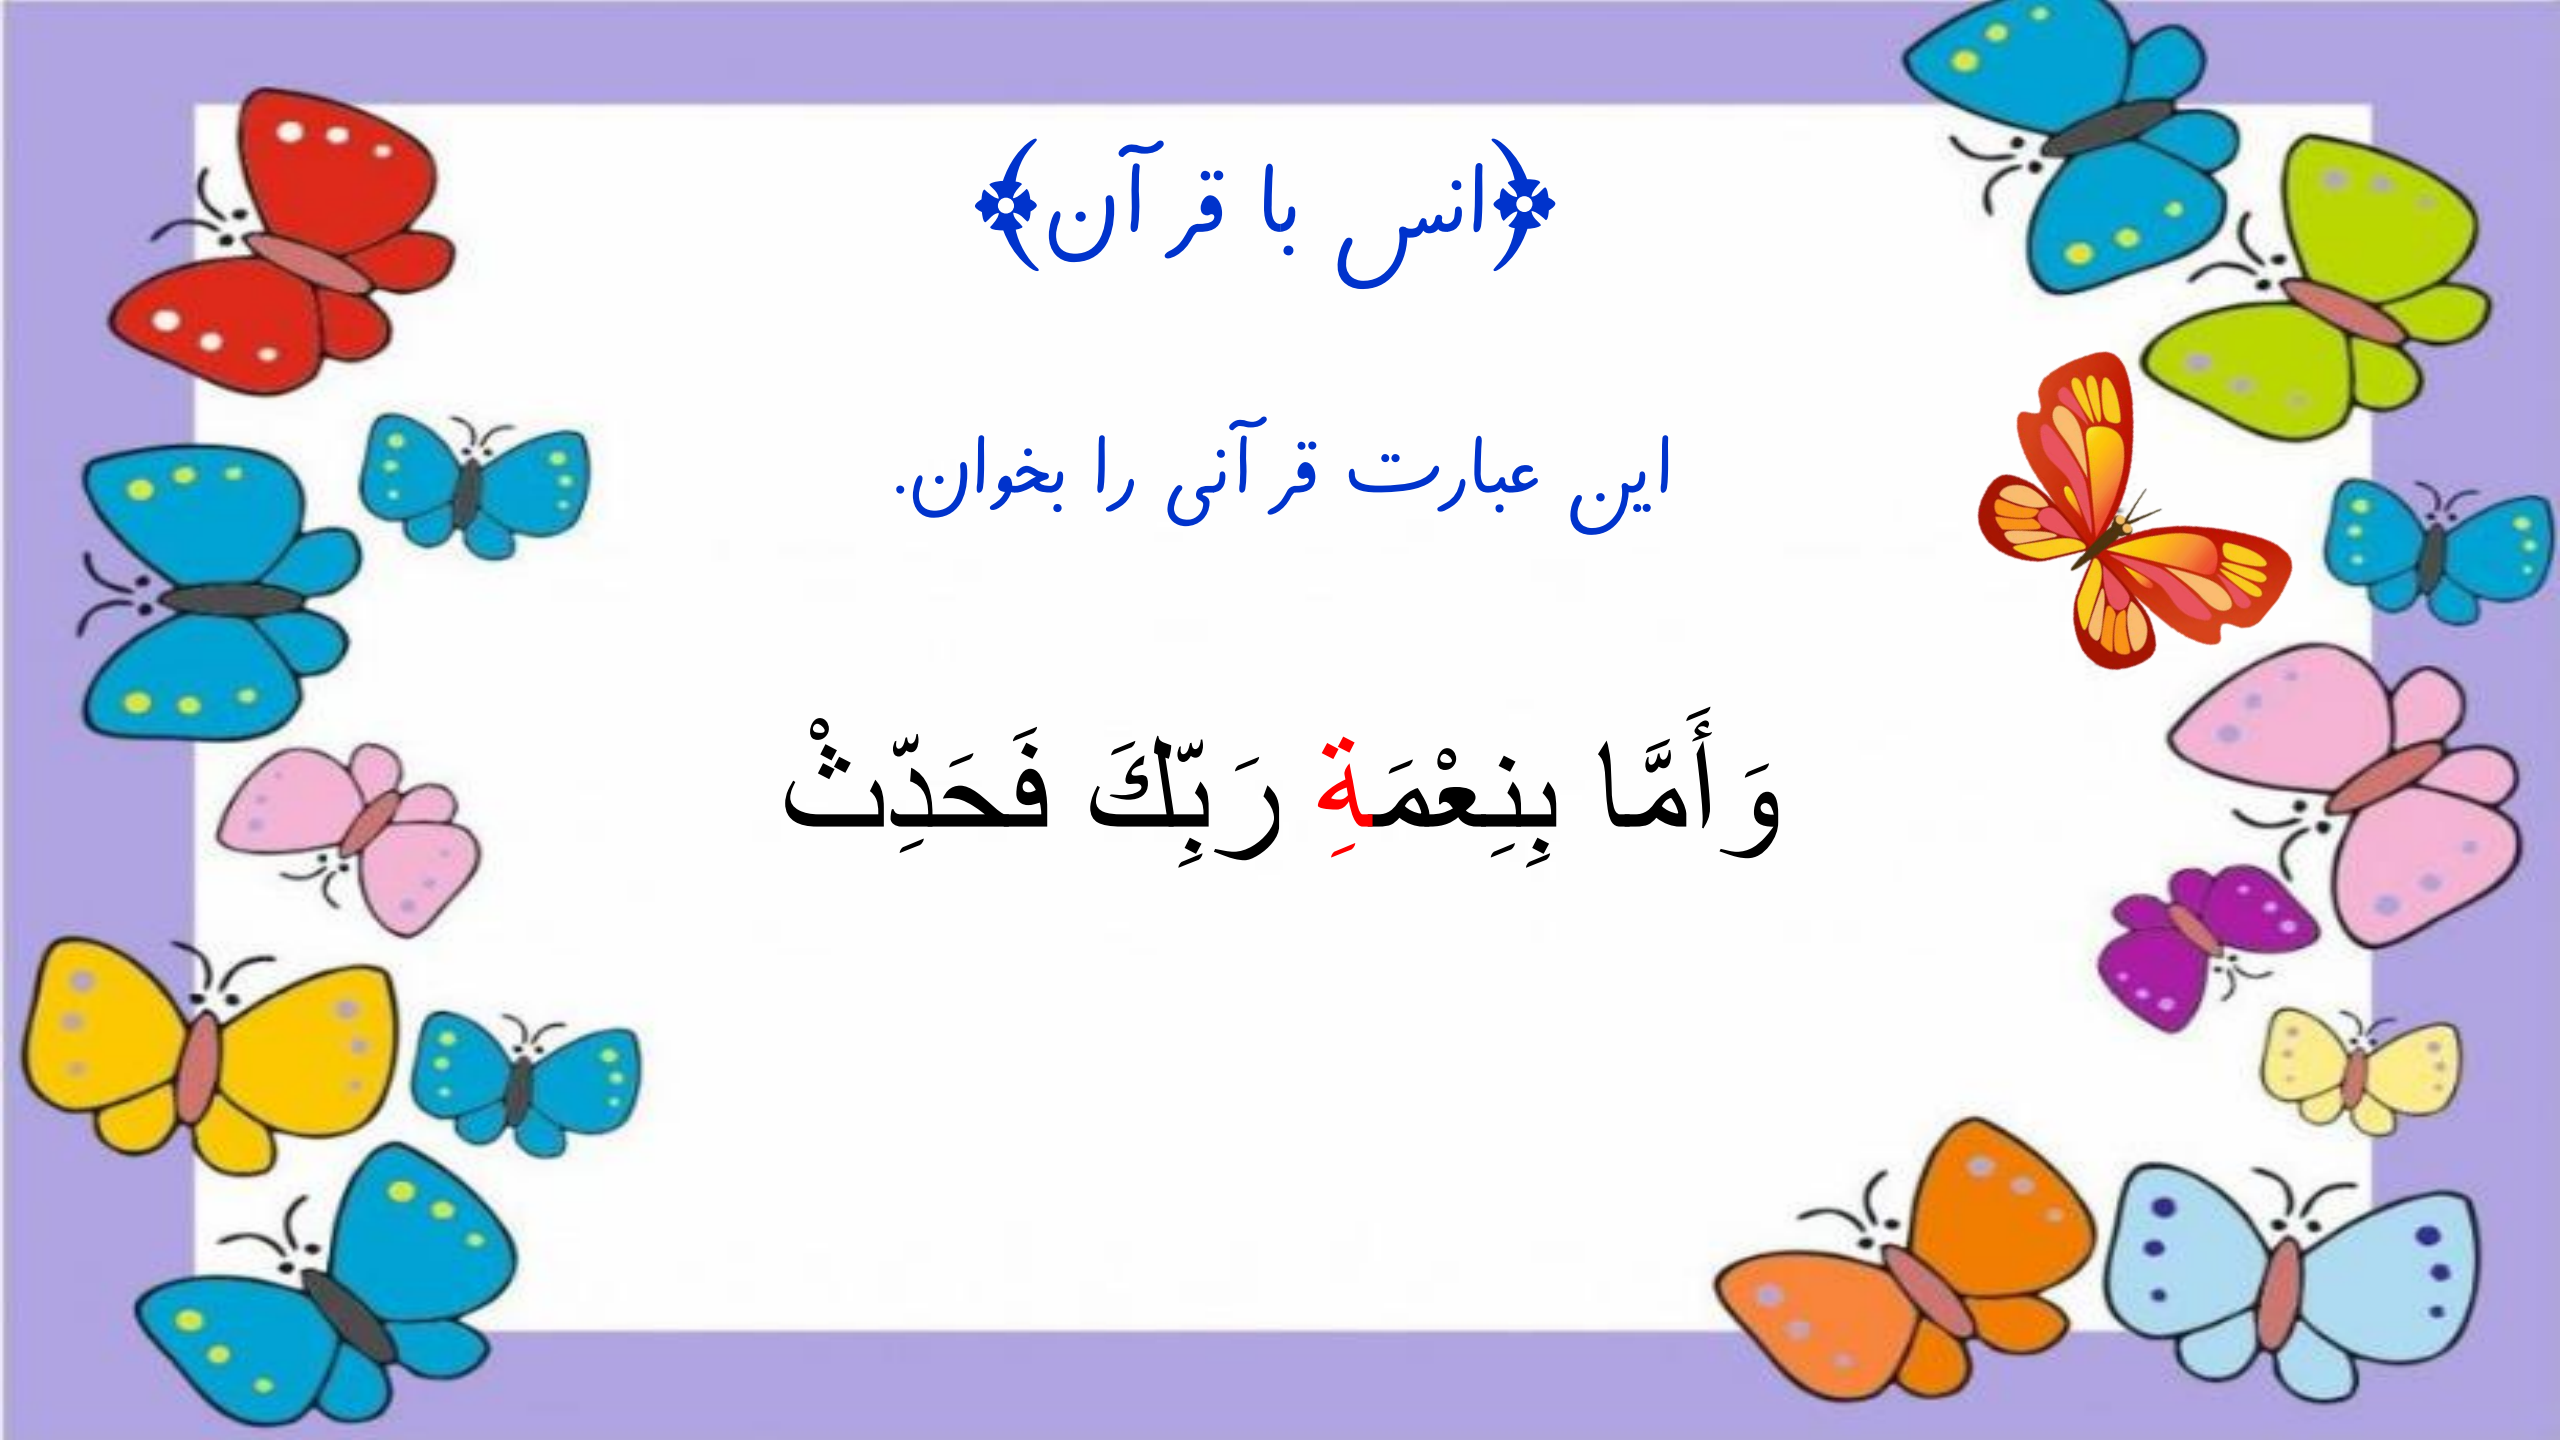 ﴿انس با قرآن﴾
این عبارت قرآنی را بخوان.
وَأَمَّا بِنِعْمَةِ رَبِّكَ فَحَدِّثْ